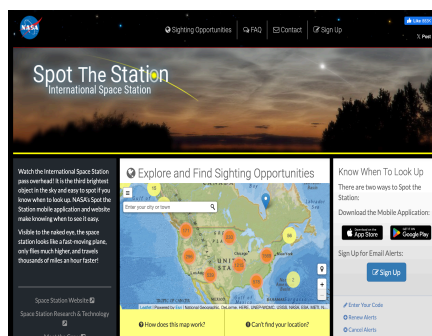 NASA
Sighting Opportunities
FAQ
Contact
Sign Up
Like 885K
Post
Spot The Station
International Space Station
Watch the International Space Station
pass overhead! It is the third brightest
object in the sky and easy to spot if you
know when to look up. NASA's Spot the
Station mobile application and website
make knowing when to see it easy.
Visible to the naked eye, the space
station looks like a fast-moving plane,
only flies much higher, and travels
thousands of miles an hour faster!
Space Station Website
Space Station Research & Technology
Explore and Find Sighting Opportunities
Enter your city or town
CANADA
UNITED
STA
How does this map work?
Can't find your location?
Know When To Look Up
There are two ways to Spot the
Station:
Download the Mobile Application:
App Store
Google Play
Sign Up for Email Alerts:
Sign Up
Enter Your Code
Renew Alerts
Cancel Alerts